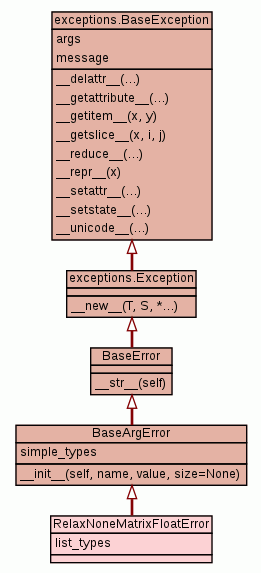 exceptions.BaseException
args
message
__delattr__(...)
__getattribute__(...)
__getitem__(x, y)
__getslice__(x, i, j)
__reduce__(...)
__repr__(x)
__setattr__(...)
__setstate__(...)
__unicode__(...)
exceptions.Exception
__new__(T, S, *...)
BaseError
__str__(self)
BaseArgError
simple_types
__init__(self, name, value, size=None)
RelaxNoneMatrixFloatError
list_types